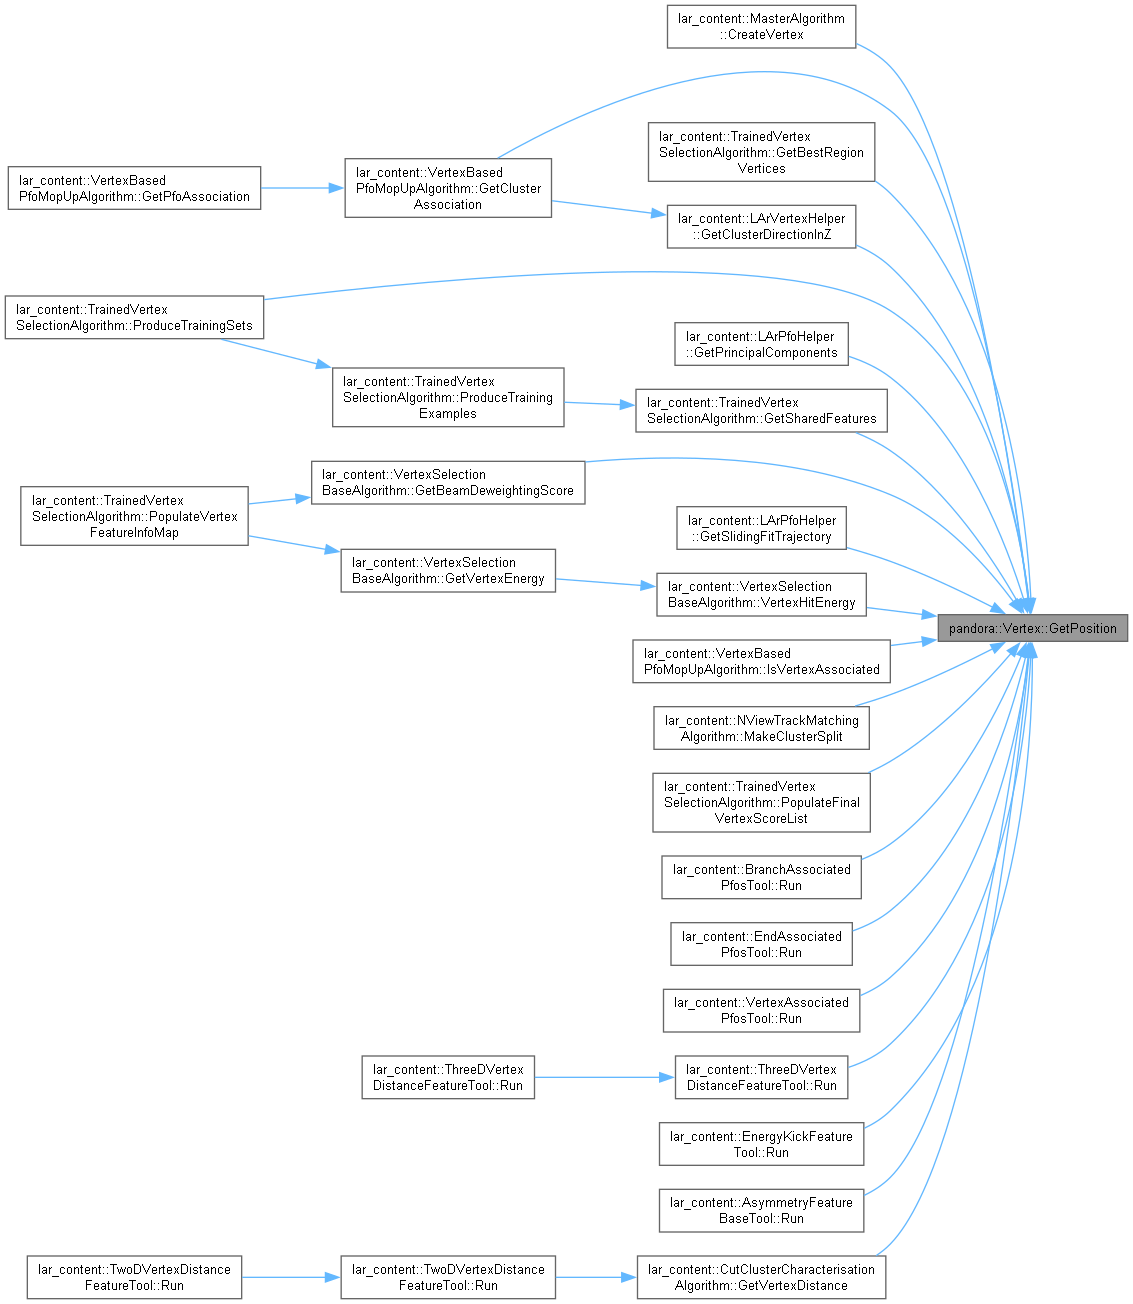 lar_content::MasterAlgorithm
::CreateVertex
lar_content::TrainedVertex
SelectionAlgorithm::GetBestRegion
Vertices
lar_content::VertexBased
PfoMopUpAlgorithm::GetPfoAssociation
lar_content::VertexBased
PfoMopUpAlgorithm::GetCluster
Association
lar_content::LArVertexHelper
::GetClusterDirectionInZ
lar_content::TrainedVertex
SelectionAlgorithm::ProduceTrainingSets
lar_content::LArPfoHelper
::GetPrincipalComponents
lar_content::TrainedVertex
SelectionAlgorithm::ProduceTraining
Examples
lar_content::TrainedVertex
SelectionAlgorithm::GetSharedFeatures
lar_content::VertexSelection
BaseAlgorithm::GetBeamDeweightingScore
lar_content::TrainedVertex
SelectionAlgorithm::PopulateVertex
FeatureInfoMap
lar_content::LArPfoHelper
::GetSlidingFitTrajectory
lar_content::VertexSelection
BaseAlgorithm::GetVertexEnergy
lar_content::VertexSelection
BaseAlgorithm::VertexHitEnergy
pandora::Vertex::GetPosition
lar_content::VertexBased
PfoMopUpAlgorithm::IsVertexAssociated
lar_content::NViewTrackMatching
Algorithm::MakeClusterSplit
lar_content::TrainedVertex
SelectionAlgorithm::PopulateFinal
VertexScoreList
lar_content::BranchAssociated
PfosTool::Run
lar_content::EndAssociated
PfosTool::Run
lar_content::VertexAssociated
PfosTool::Run
lar_content::ThreeDVertex
DistanceFeatureTool::Run
lar_content::ThreeDVertex
DistanceFeatureTool::Run
lar_content::EnergyKickFeature
Tool::Run
lar_content::AsymmetryFeature
BaseTool::Run
lar_content::TwoDVertexDistance
FeatureTool::Run
lar_content::TwoDVertexDistance
FeatureTool::Run
lar_content::CutClusterCharacterisation
Algorithm::GetVertexDistance